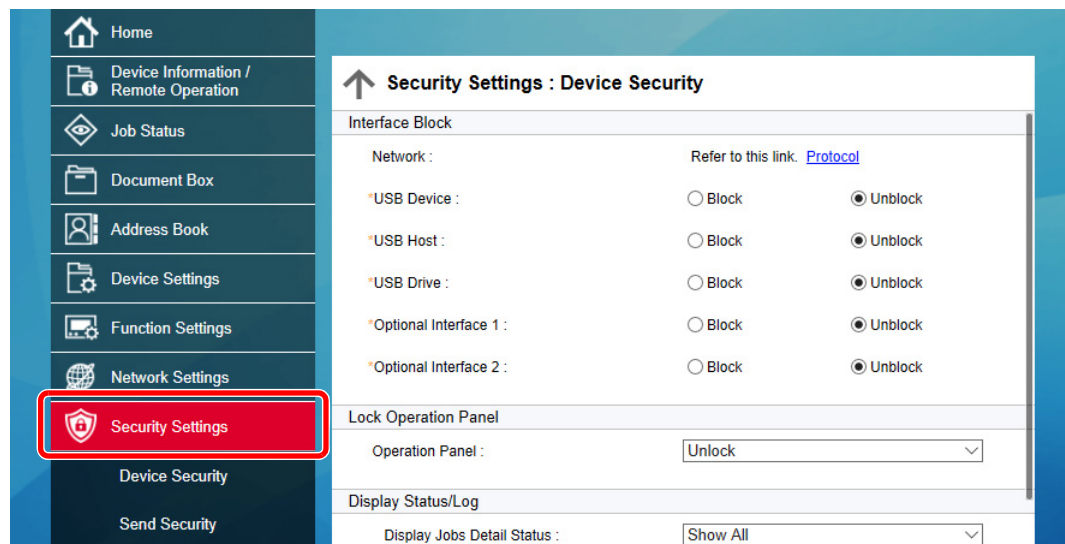 Home
Device Information /
Remote Operation
Job Status
Document Box
Address Book
Device Settings
Function Settings
Network Settings
Security Settings
Device Security
Send Security
Security Settings : Device Security
Interface Block
Network : Refer to this link. Protocol
*USB Device : Block Unblock
*USB Host : Block Unblock
*USB Drive : Block Unblock
*Optional Interface 1 : Block Unblock
*Optional Interface 2 : Block Unblock
Lock Operation Panel
Operation Panel : Unlock
Display Status/Log
Display Jobs Detail Status : Show All